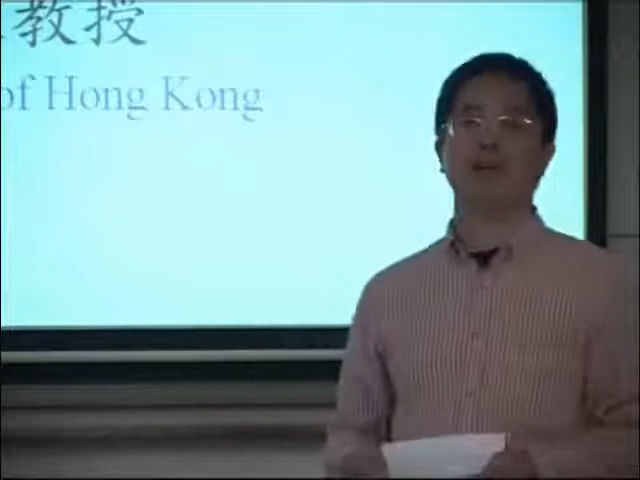 教授
of Hong Kong